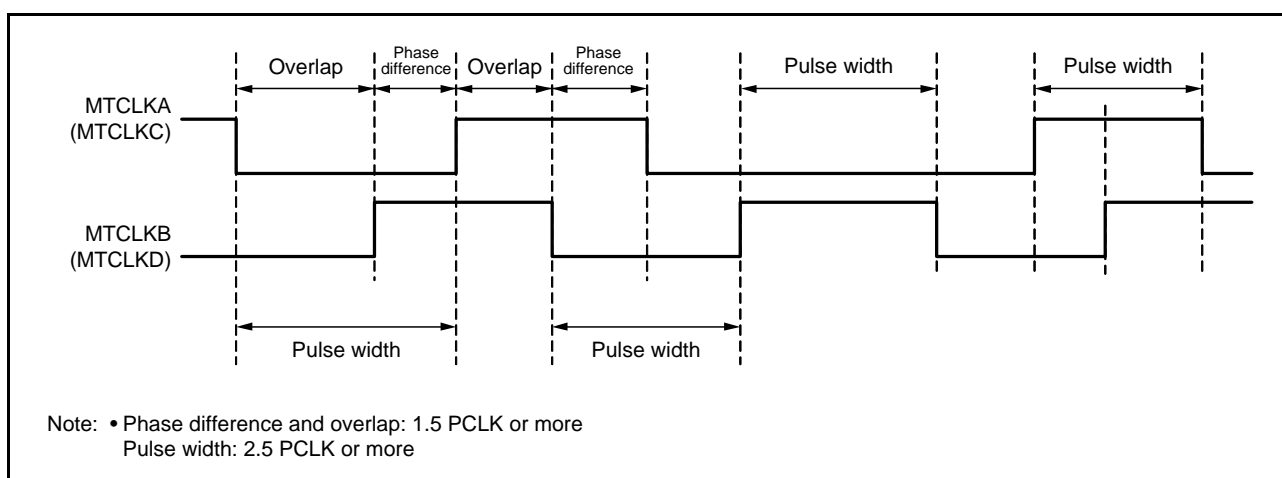 Overlap
Phase
difference
Overlap
Phase
difference
Pulse width
Pulse width
MTCLKA
(MTCLKC)
MTCLKB
(MTCLKD)
Pulse width
Pulse width
Note: • Phase difference and overlap: 1.5 PCLK or more
Pulse width: 2.5 PCLK or more